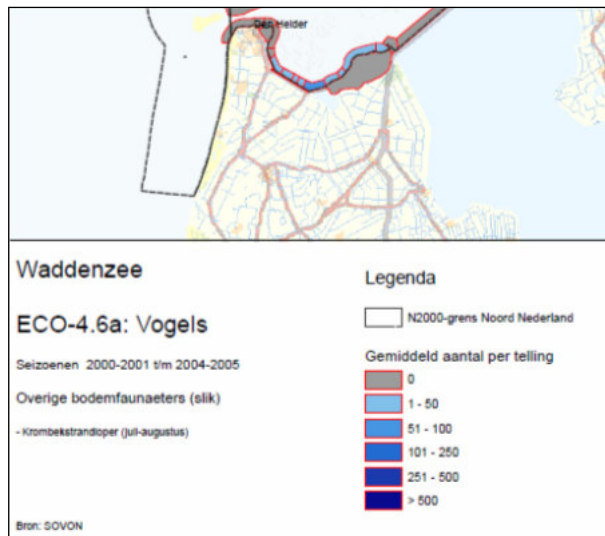 Den Helder
Waddenzee
ECO-4.6a: Vogels
Seizoenen 2000-2001 t/m 2004-2005
Overige bodemfaunaeters (slik)
- Krombekstrandloper (juli-augustus)
Bron: SOVON
Legenda
N2000-grens Noord Nederland
Gemiddeld aantal per telling
0
1 - 50
51 - 100
101 - 250
251 - 500
> 500